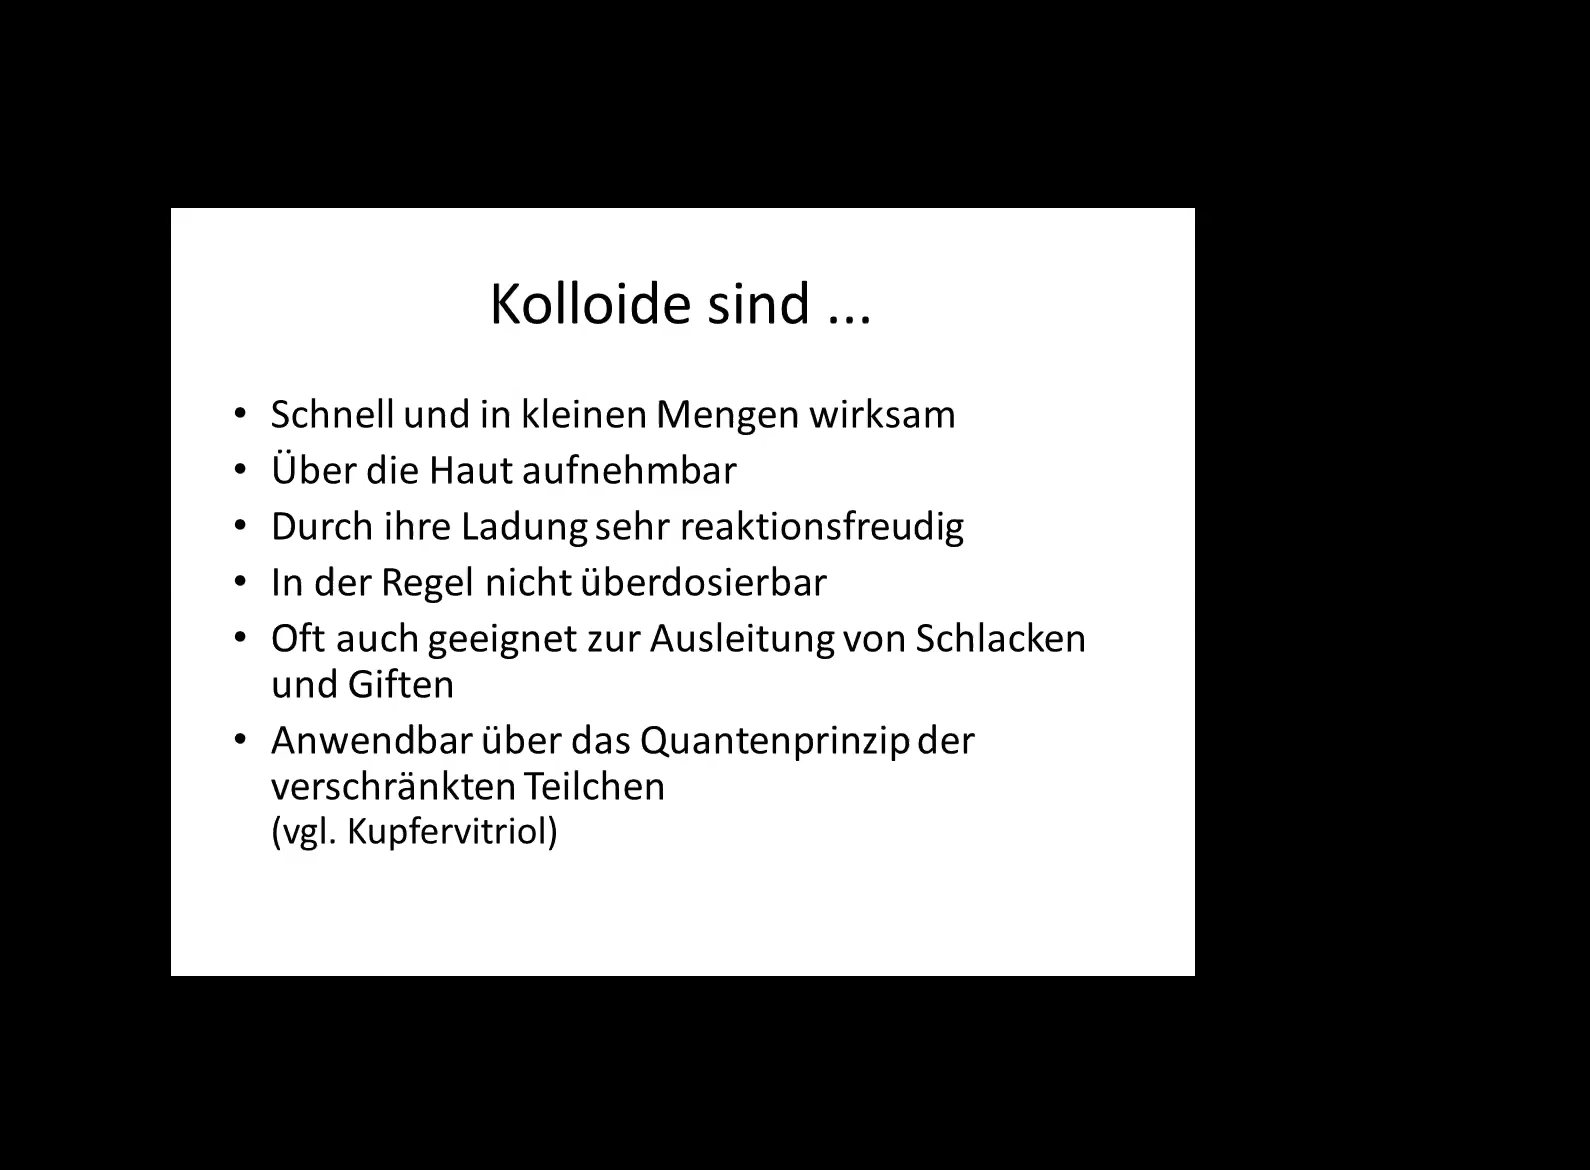 Kolloide sind ...
• Schnell und in kleinen Mengen wirksam
• Über die Haut aufnehmbar
• Durch ihre Ladung sehr reaktionsfreudig
• In der Regel nicht überdosierbar
• Oft auch geeignet zur Ausleitung von Schlacken
und Giften
• Anwendbar über das Quantenprinzip der
verschränkten Teilchen
(vgl. Kupfervitriol)